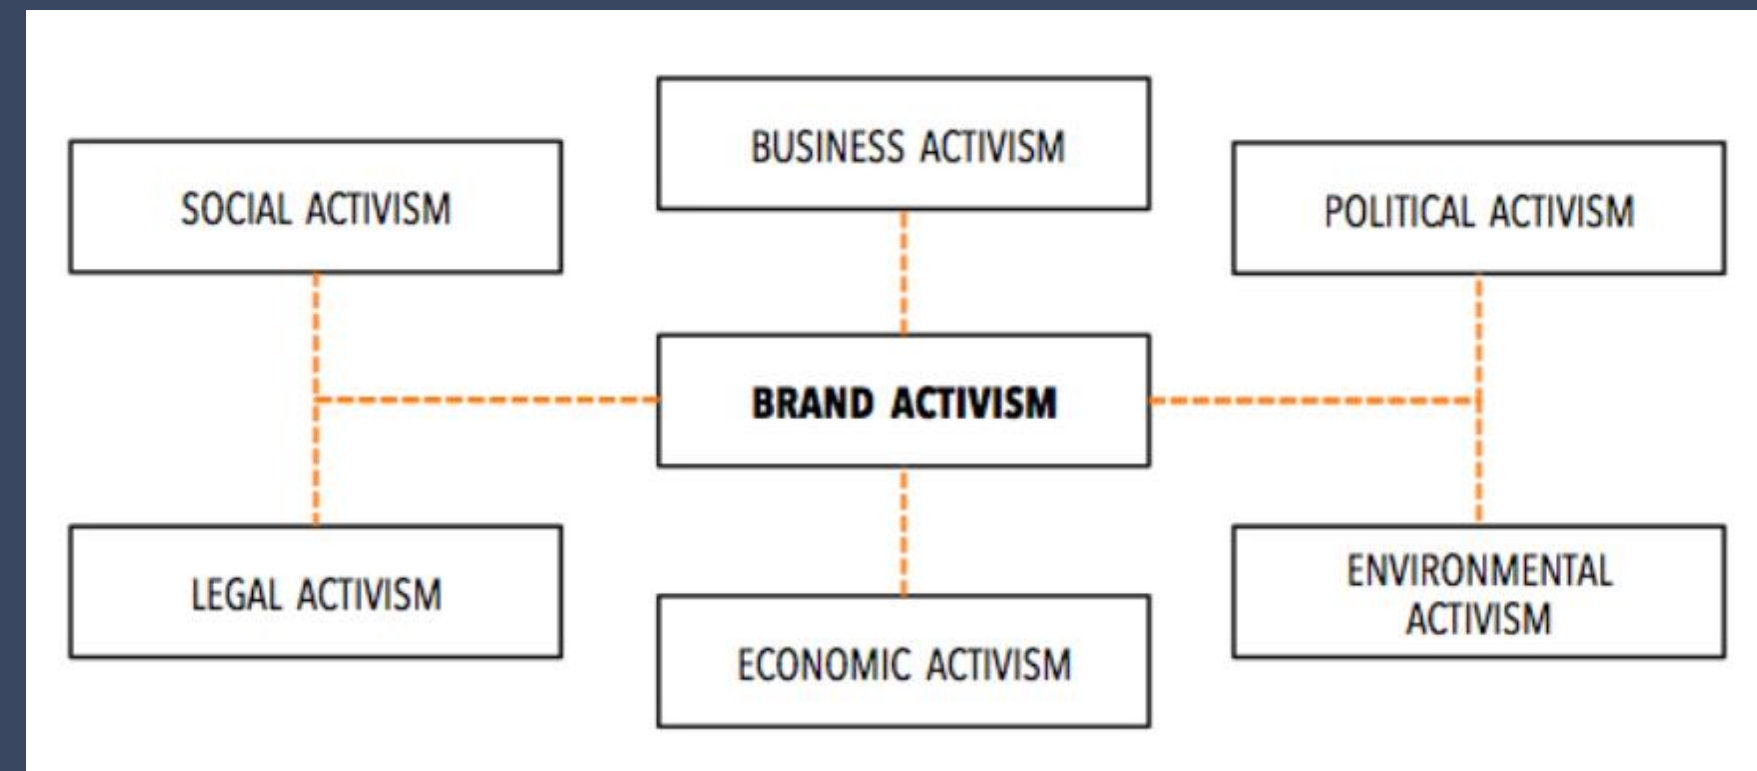 BUSINESS ACTIVISM
SOCIAL ACTIVISM
POLITICAL ACTIVISM
BRAND ACTIVISM
LEGAL ACTIVISM
ENVIRONMENTAL
ACTIVISM
ECONOMIC ACTIVISM